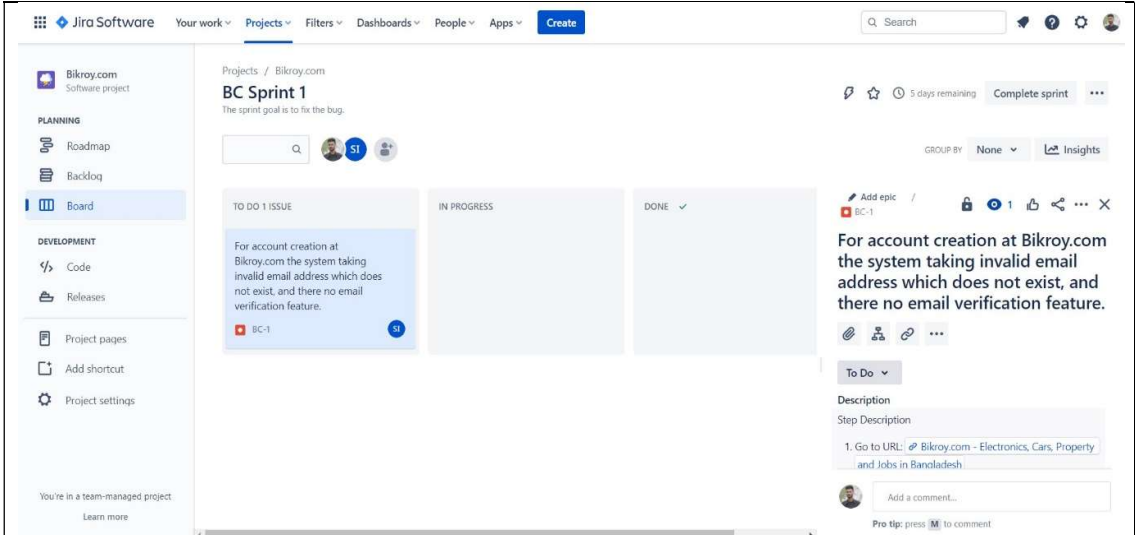 Jira Software
Your work Projects Filters Dashboards People Apps Create
Search
Bikroy.com
Software project
PLANNING
Roadmap
Backlog
Board
DEVELOPMENT
Code
Releases
Project pages
Add shortcut
Project settings
You're in a team-managed project
Learn more
Projects / Bikroy.com
BC Sprint 1
The sprint goal is to fix the bug.
5 days remaining Complete sprint
SI
GROUP BY None Insights
TO DO 1 ISSUE
For account creation at
Bikroy.com the system taking
invalid email address which does
not exist, and there no email
verification feature.
BC-1 SI
IN PROGRESS
DONE
Add epic /
BC-1
1
For account creation at Bikroy.com
the system taking invalid email
address which does not exist, and
there no email verification feature.
To Do
Description
Step Description
1. Go to URL: Bikroy.com - Electronics, Cars, Property
and Jobs in Bangladesh
Add a comment...
Pro tip: press M to comment